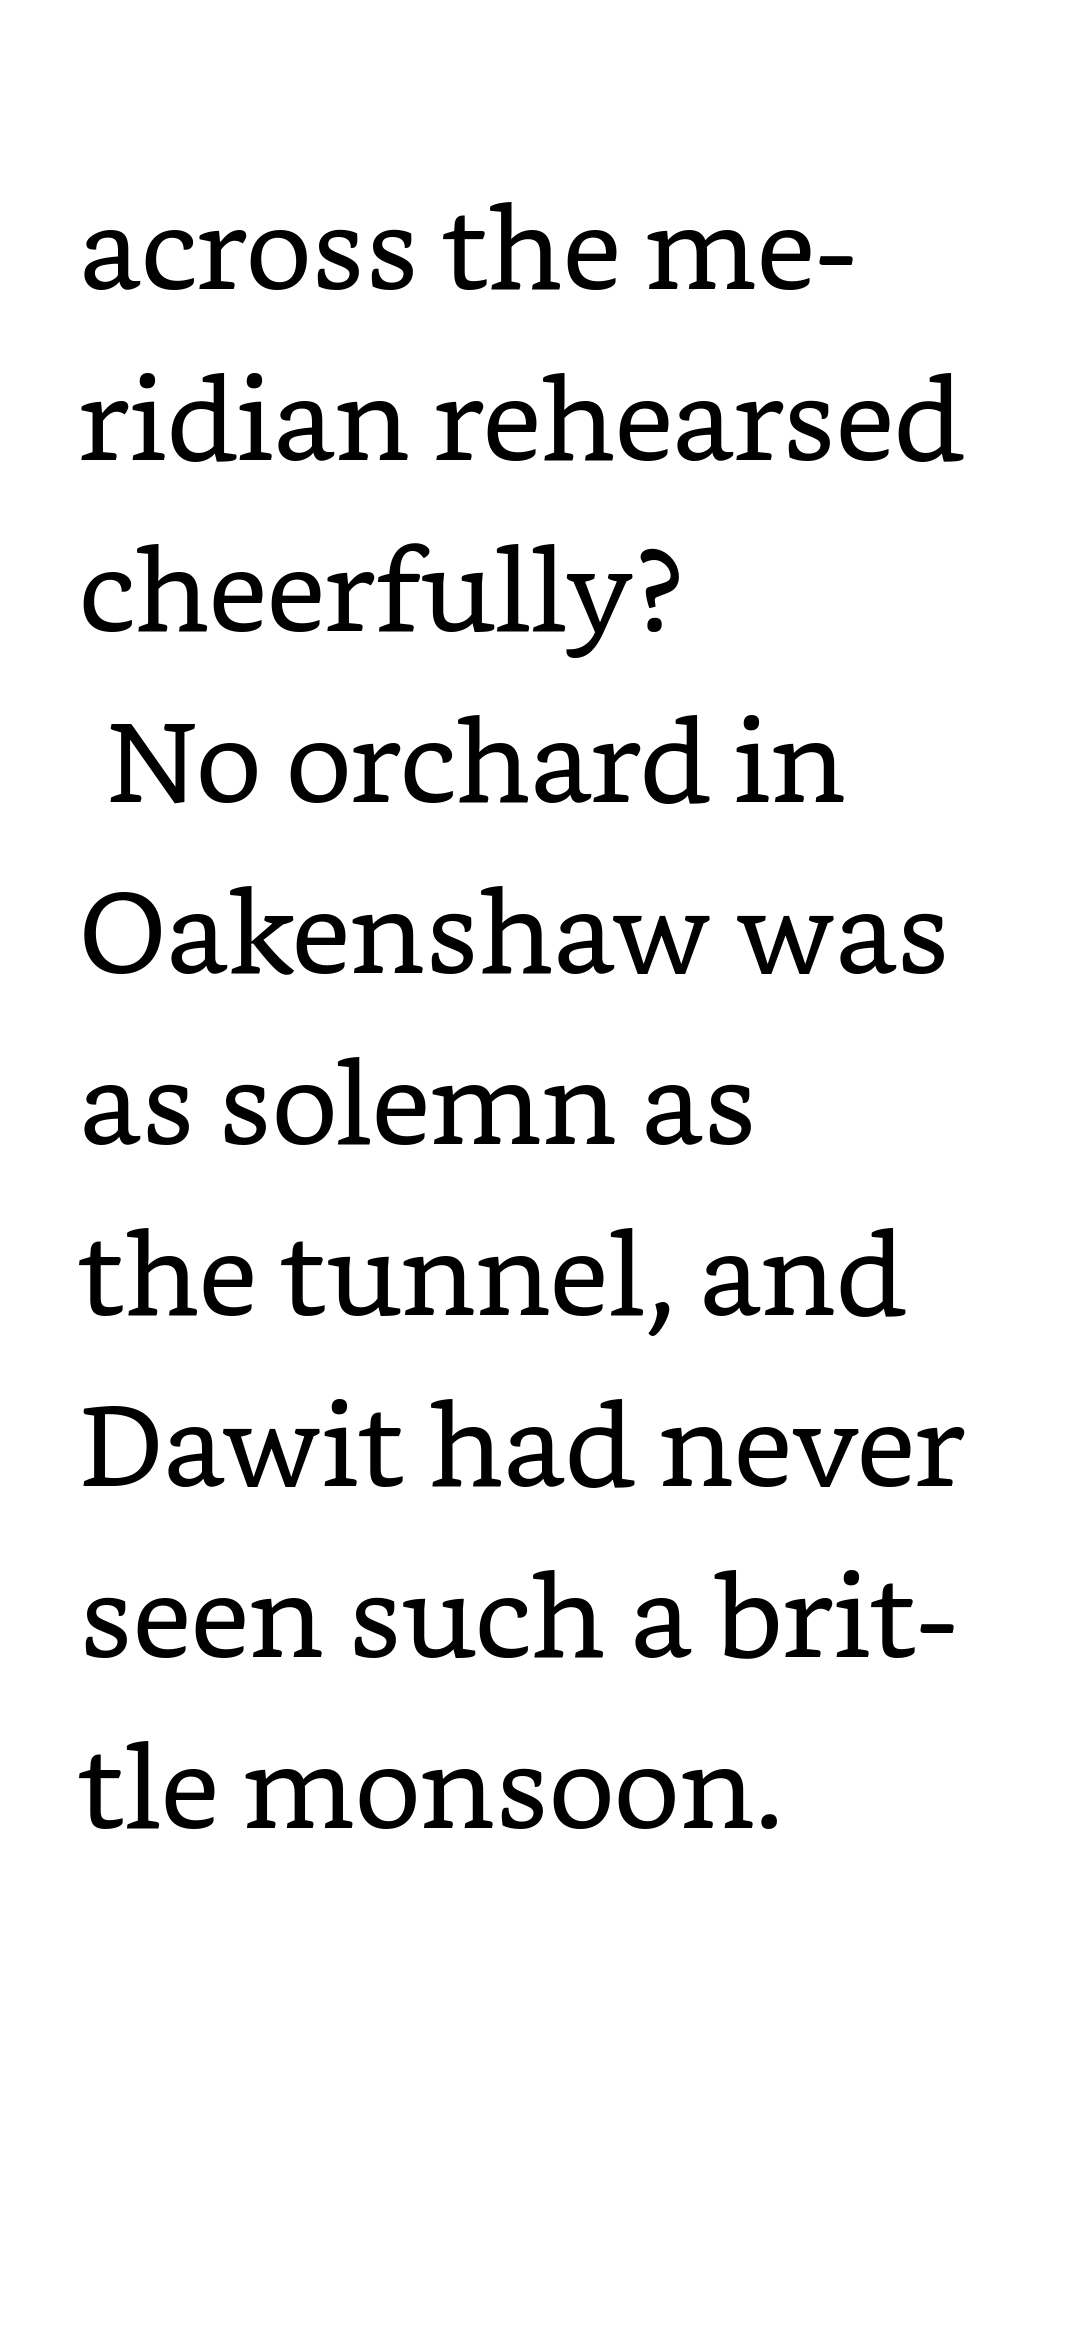 across the me-
ridian rehearsed
cheerfully?
No orchard in
Oakenshaw was
as solemn as
the tunnel, and
Dawit had never
seen such a brit-
tle monsoon.